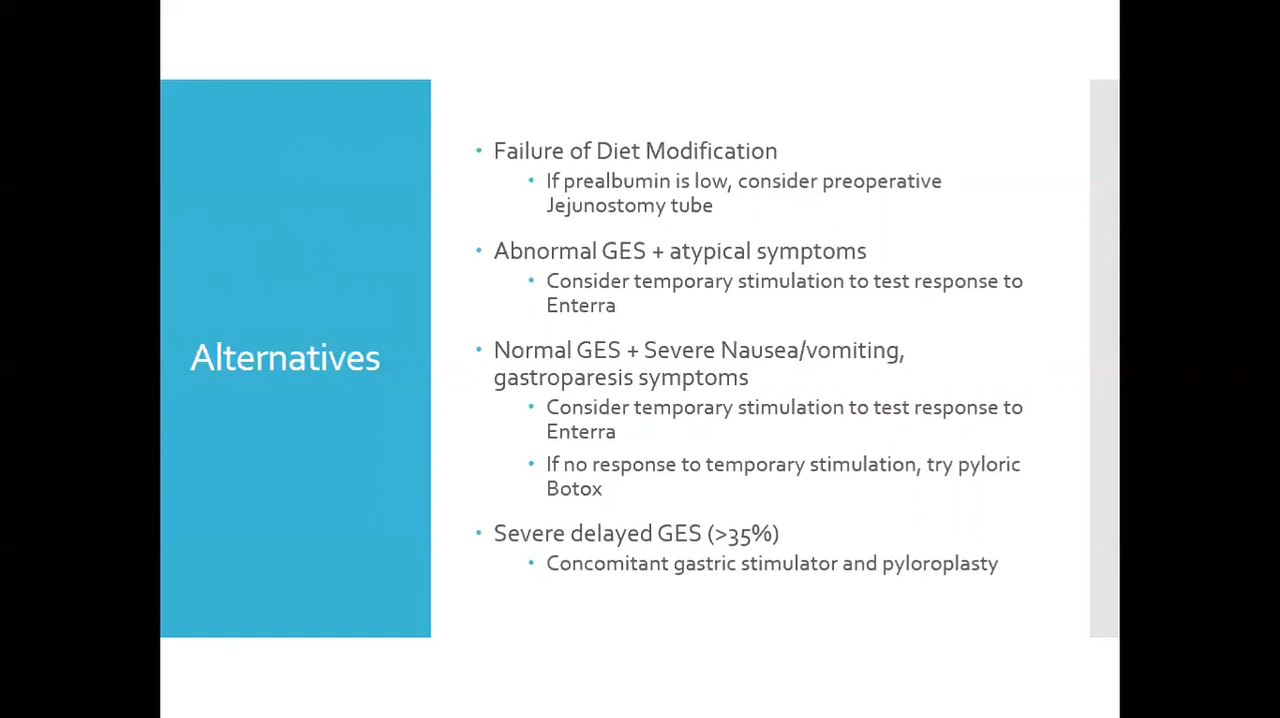 Alternatives
Failure of Diet Modification
If prealbumin is low, consider preoperative
Jejunostomy tube
Abnormal GES + atypical symptoms
Consider temporary stimulation to test response to
Enterra
Normal GES + Severe Nausea/vomiting,
gastroparesis symptoms
Consider temporary stimulation to test response to
Enterra
If no response to temporary stimulation, try pyloric
Botox
Severe delayed GES (>35%)
Concomitant gastric stimulator and pyloroplasty